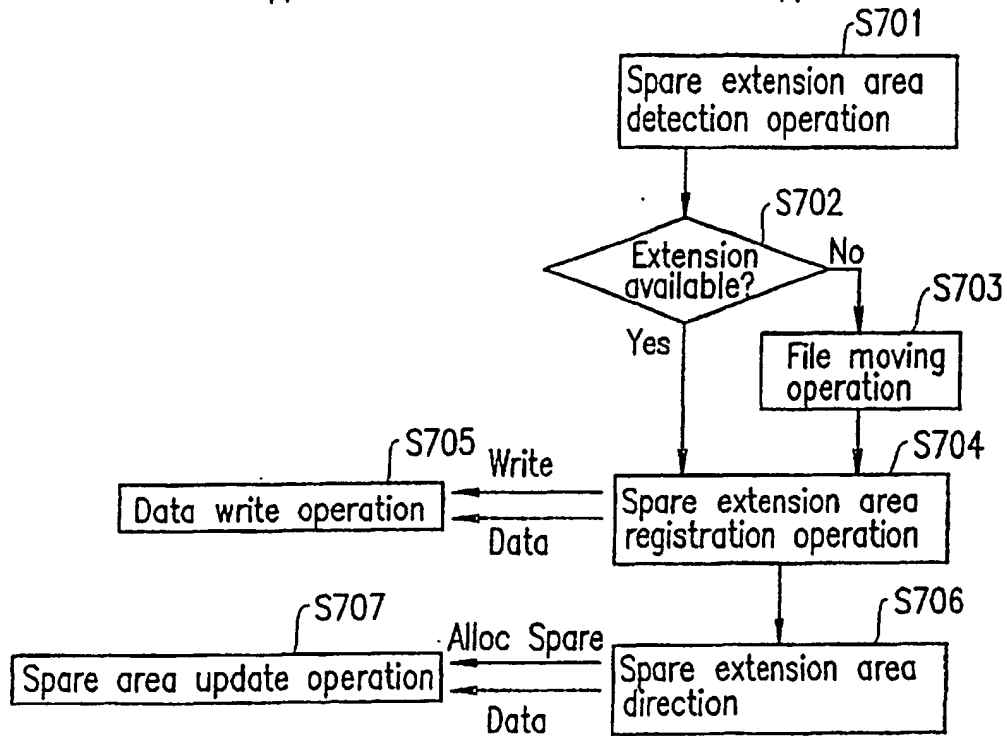 S701
Spare extension area
detection operation
S702
Extension
available?
No
Yes
S703
File moving
operation
S704
Spare extension area
registration operation
S705
Write
Data write operation
Data
S706
Spare extension area
direction
S707
Alloc Spare
Spare area update operation
Data